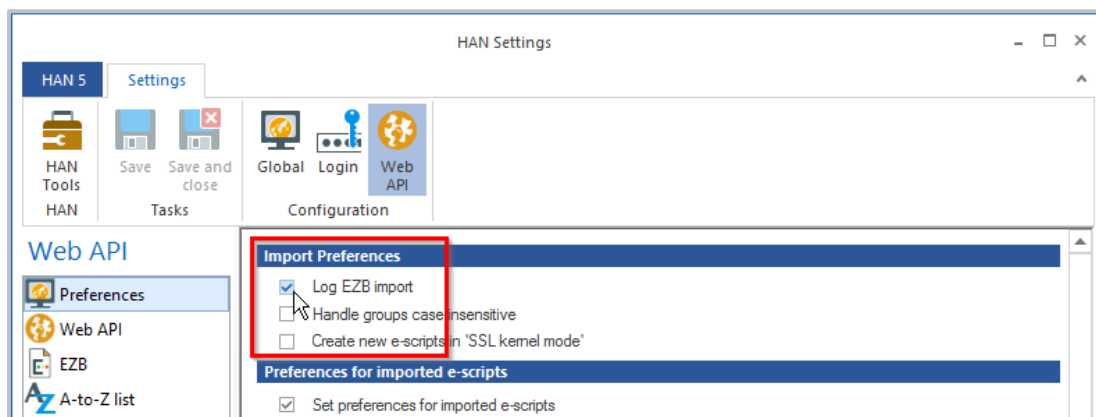 HAN Settings
HAN 5 Settings
HAN Tools Save Save and close Global Login Web API
HAN Tasks Configuration
Web API
Preferences
Web API
EZB
A-to-Z list
Import Preferences
Log EZB import
Handle groups case insensitive
Create new e-scripts in "SSL kernel mode"
Preferences for imported e-scripts
Set preferences for imported e-scripts